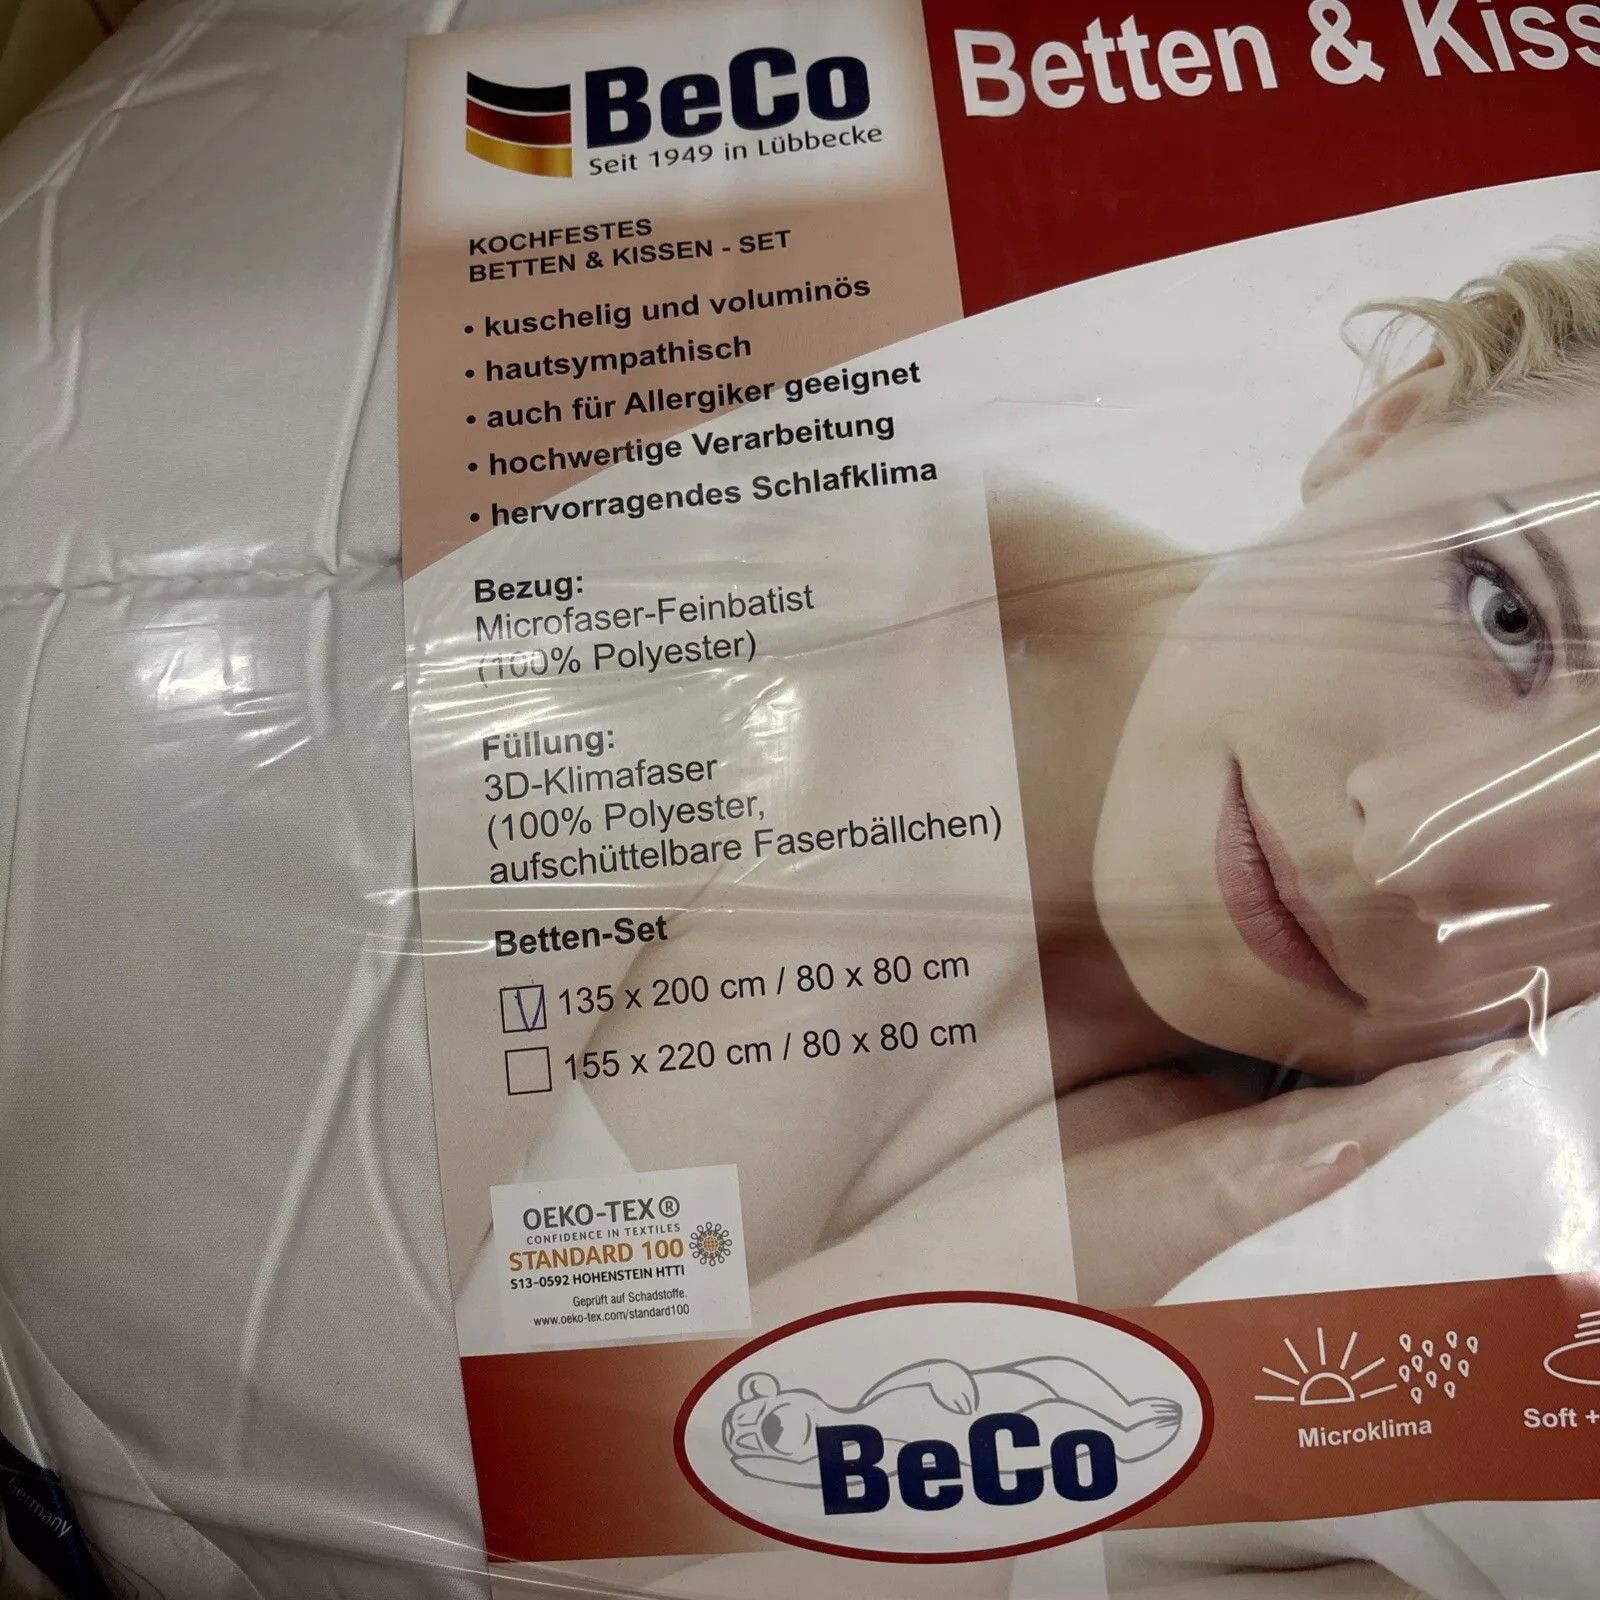 BeCo
Seit 1949 in Lübbecke
Betten & Kiss
KOCHFESTES
BETTEN & KISSEN - SET
• kuschelig und voluminös
• hautsympathisch
• auch für Allergiker geeignet
• hochwertige Verarbeitung
• hervorragendes Schlafklima
Bezug:
Microfaser-Feinbatist
(100% Polyester)
Füllung:
3D-Klimafaser
(100% Polyester,
aufschüttelbare Faserbällchen)
Betten-Set
135 x 200 cm / 80 x 80 cm
155 x 220 cm / 80 x 80 cm
OEKO-TEX®
CONFIDENCE IN TEXTILES
STANDARD 100
S13-0592 HOHENSTEIN HTTI
Geprüft auf Schadstoffe.
www.oeko-tex.com/standard100
BeCo
Microklima
Soft +
Germany